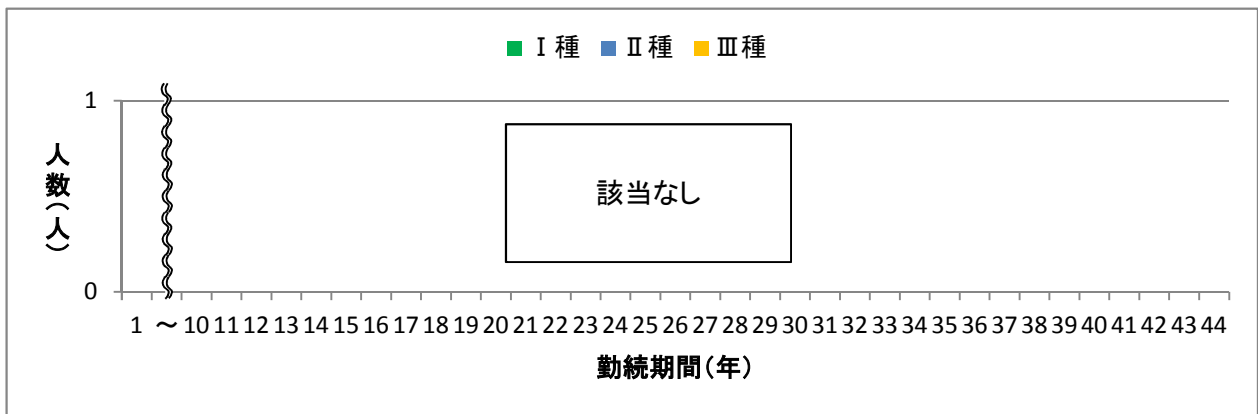 Ⅰ種 Ⅱ種 Ⅲ種
1
人数(人)
該当なし
0
1 ～ 10 11 12 13 14 15 16 17 18 19 20 21 22 23 24 25 26 27 28 29 30 31 32 33 34 35 36 37 38 39 40 41 42 43 44
勤続期間(年)